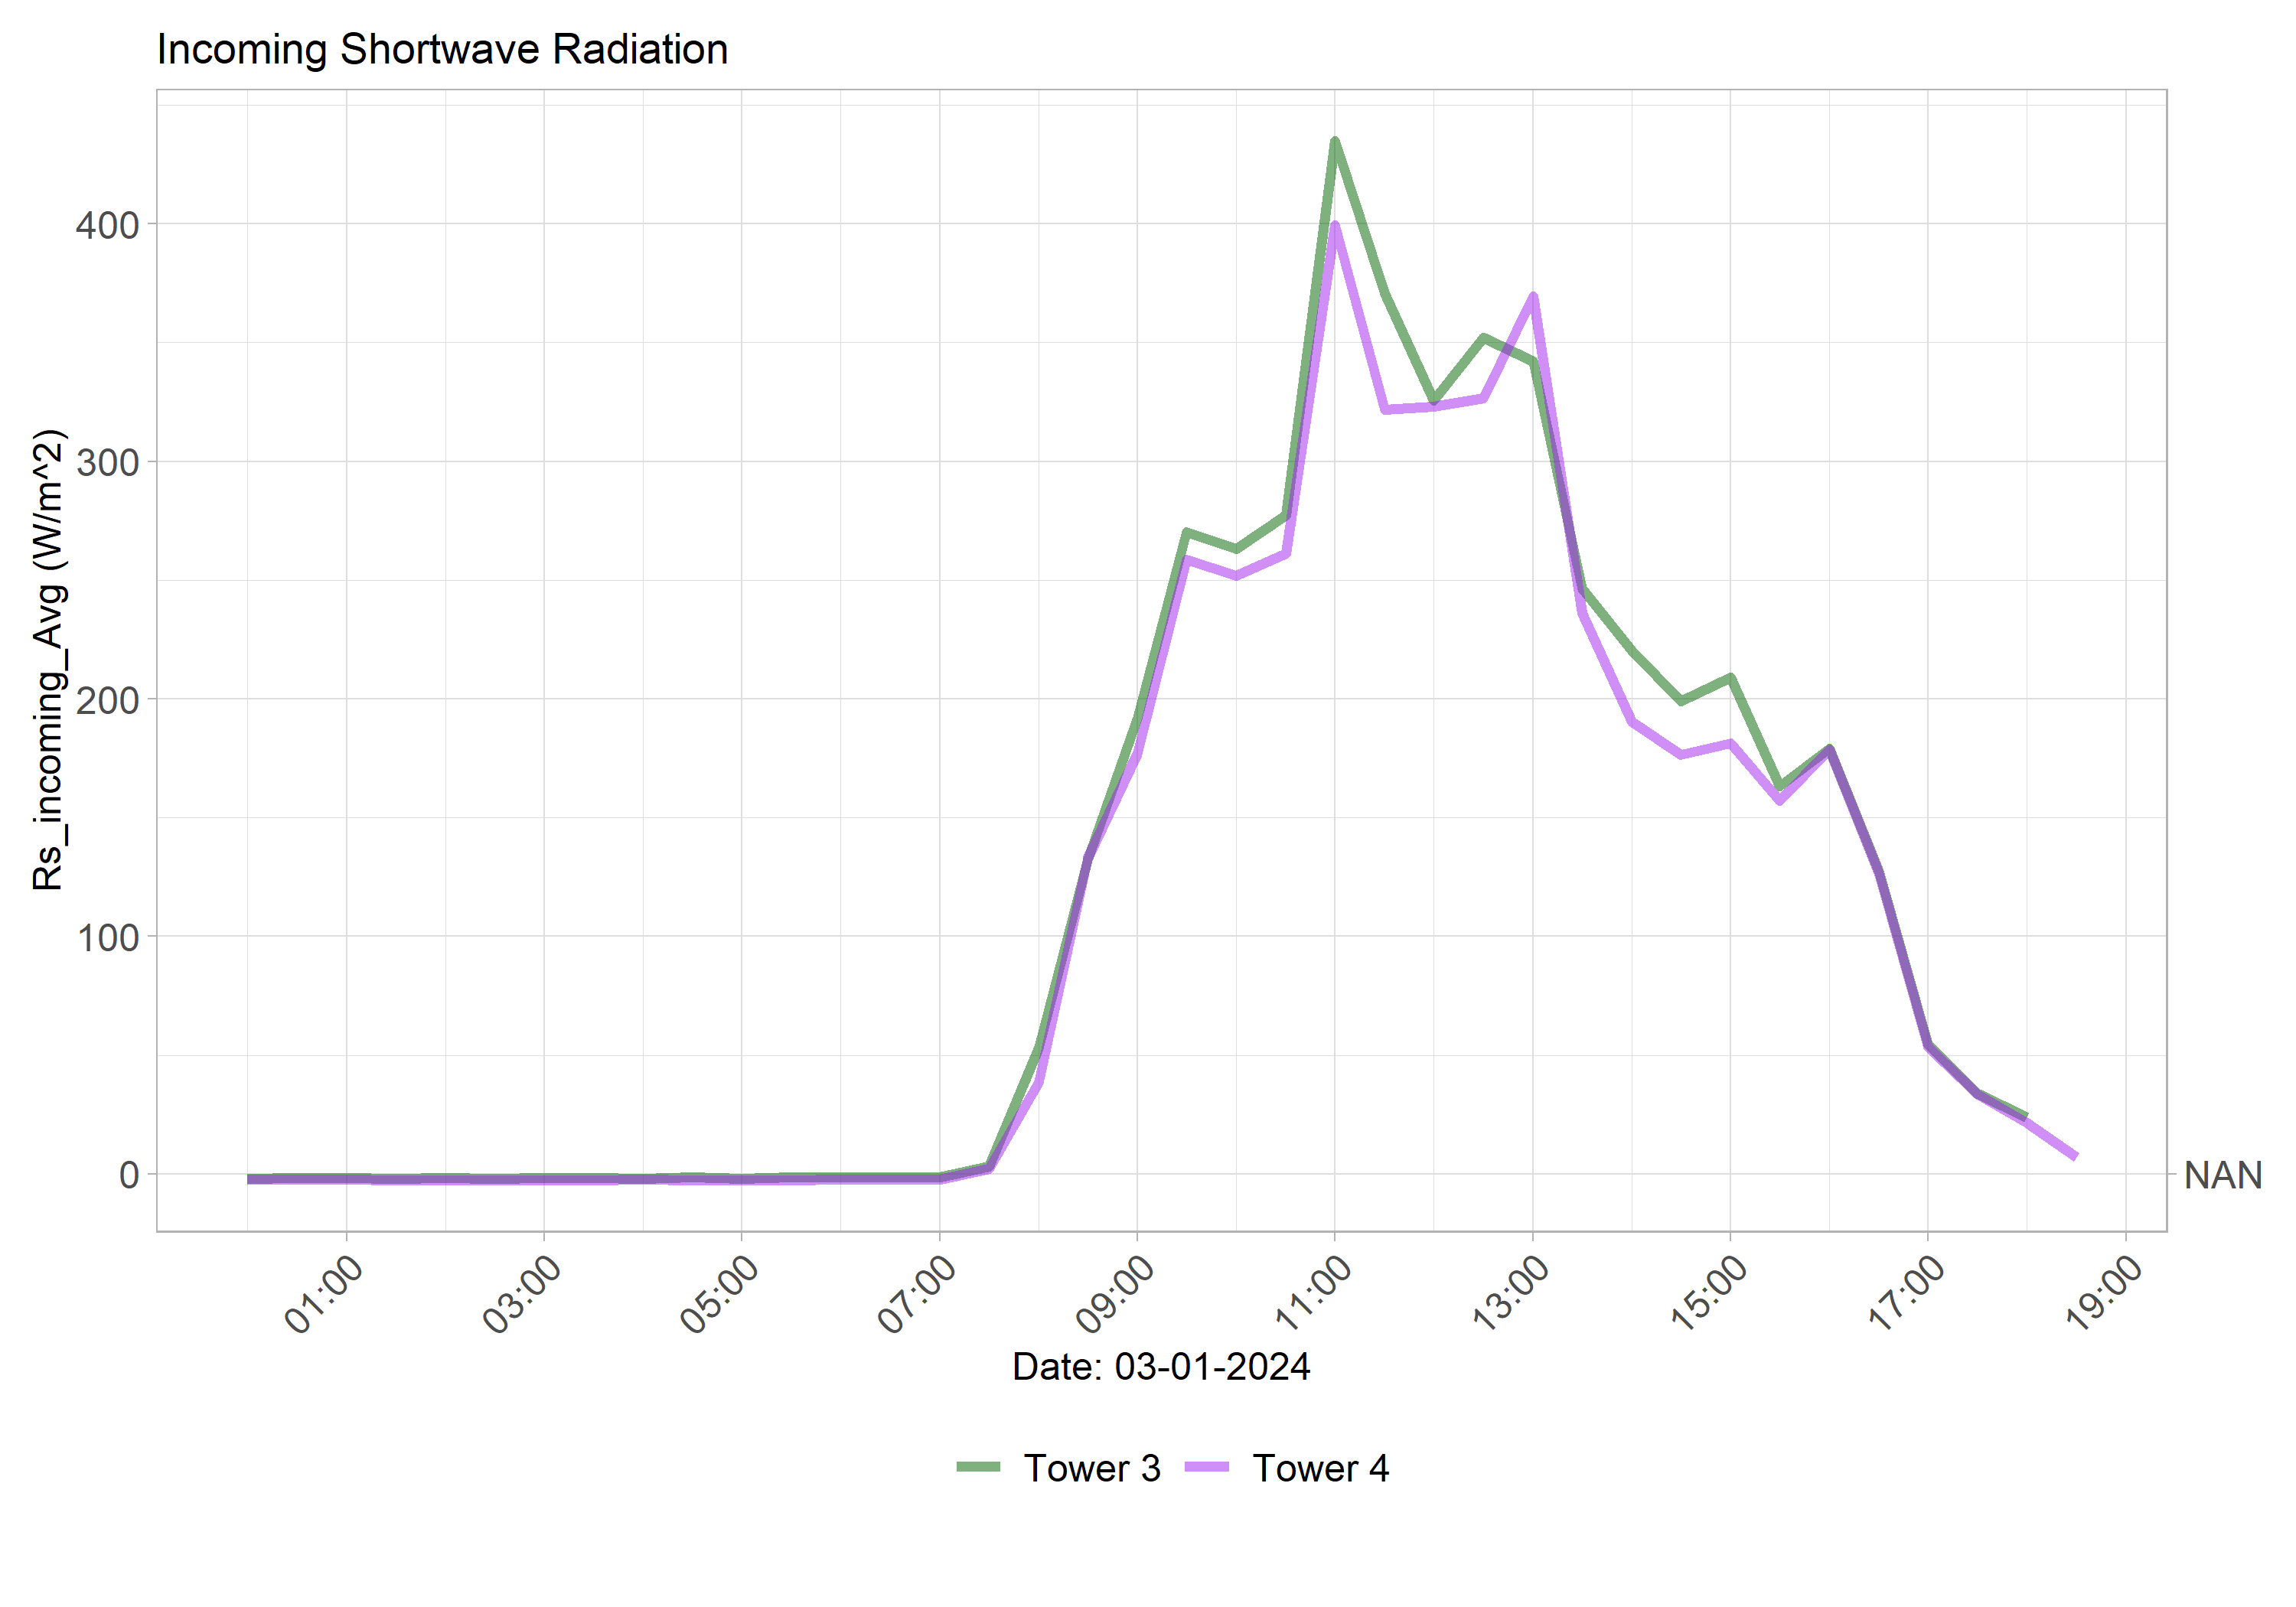 Incoming Shortwave Radiation
Rs_incoming_Avg (W/m^2)
400
300
200
100
0
NAN
01:00
03:00
05:00
07:00
09:00
11:00
13:00
15:00
17:00
19:00
Date: 03-01-2024
Tower 3
Tower 4